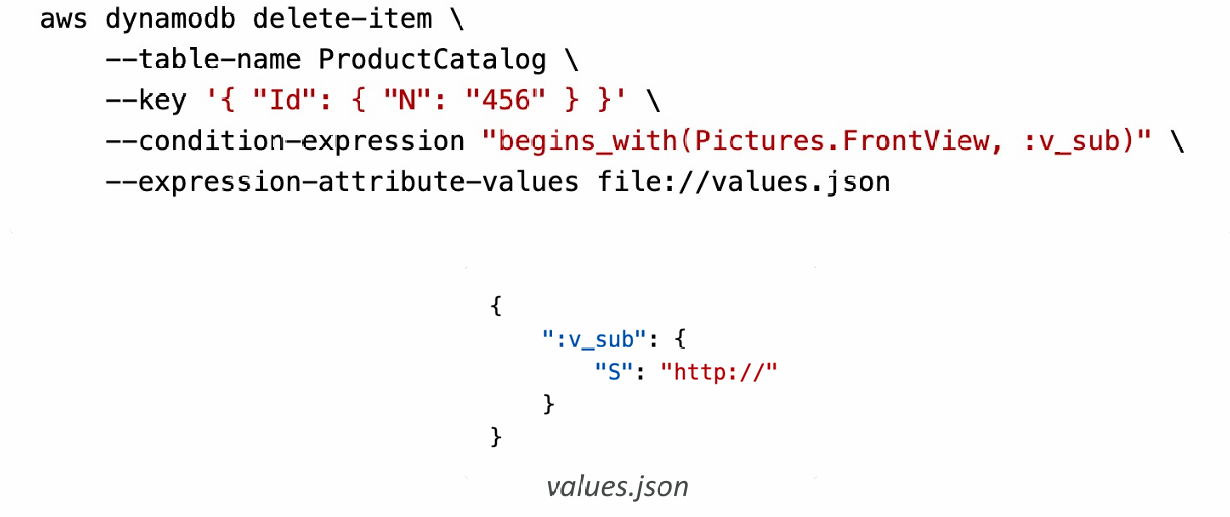 aws dynamodb delete-item \
    --table-name ProductCatalog \
    --key '{ "Id": { "N": "456" } }' \
    --condition-expression "begins_with(Pictures.FrontView, :v_sub)" \
    --expression-attribute-values file://values.json
{
    ":v_sub": {
        "S": "http://"
    }
}
values.json